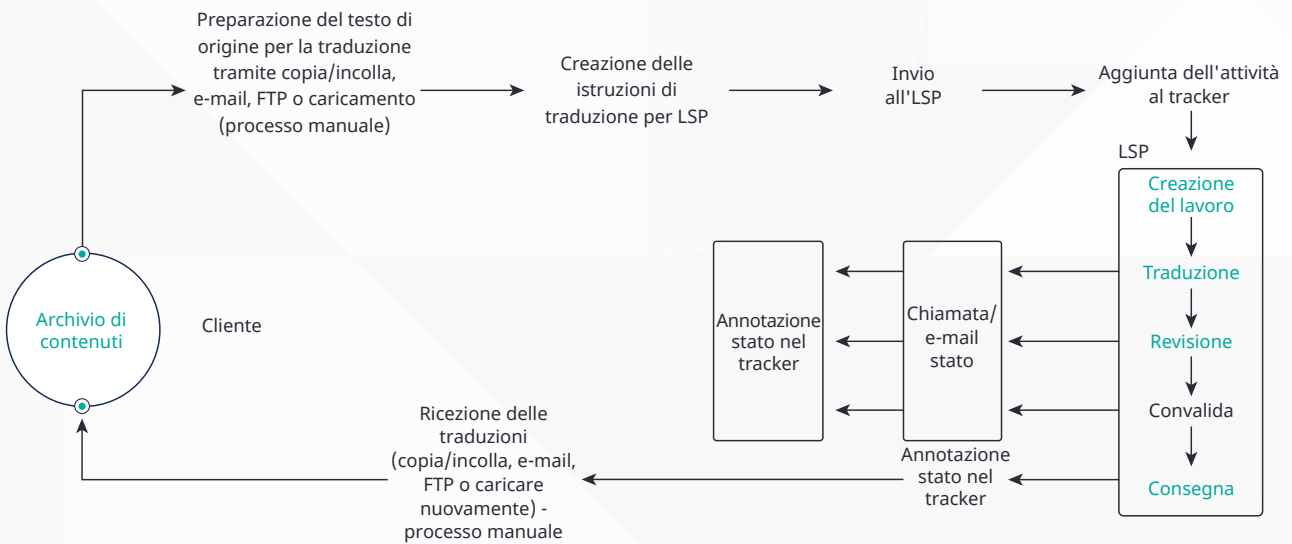 Preparazione del testo di
origine per la traduzione
tramite copia/incolla,
e-mail, FTP o caricamento
(processo manuale)
Creazione delle
istruzioni di
traduzione per LSP
Invio
all'LSP
Aggiunta dell'attività
al tracker
LSP
Creazione
del lavoro
Traduzione
Revisione
Convalida
Consegna
Chiamata/
e-mail
stato
Annotazione
stato nel
tracker
Annotazione
stato nel
tracker
Ricezione delle
traduzioni
(copia/incolla, e-mail,
FTP o caricare
nuovamente) -
processo manuale
Archivio di
contenuti
Cliente